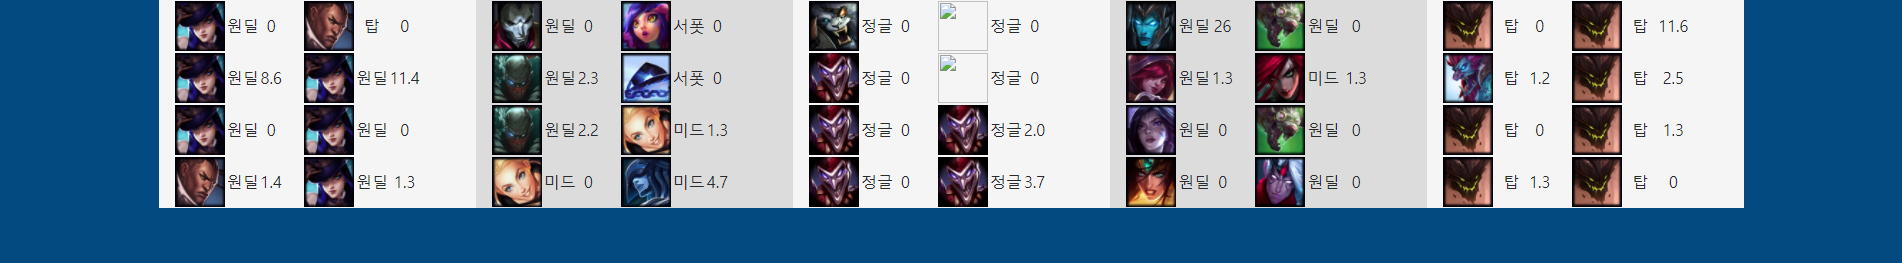 원딜 0 탑 0 원딜 0 서폿 0 정글 0 정글 0 원딜 26 원딜 0 탑 0 탑 11.6
원딜 8.6 원딜 11.4 원딜 2.3 서폿 0 정글 0 정글 0 원딜 1.3 미드 1.3 탑 1.2 탑 2.5
원딜 0 원딜 0 원딜 2.2 미드 1.3 정글 0 정글 2.0 원딜 0 원딜 0 탑 0 탑 1.3
원딜 1.4 원딜 1.3 미드 0 미드 4.7 정글 0 정글 3.7 원딜 0 원딜 0 탑 1.3 탑 0